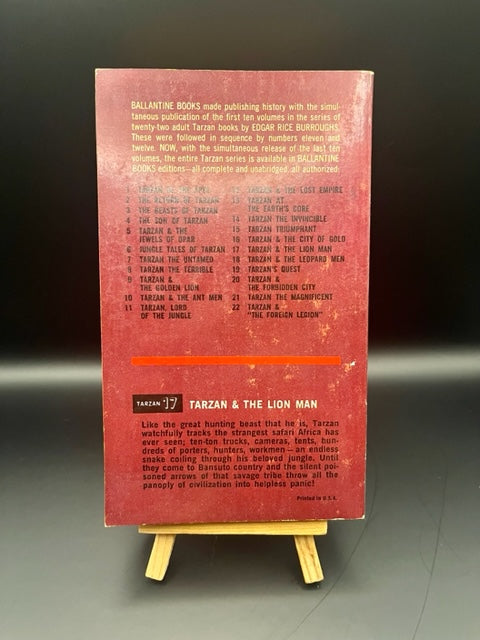 BALLANTINE BOOKS made publishing history with the simul-
taneous publication of the first ten volumes in the series of
twenty-two adult Tarzan books by EDGAR RICE BURROUGHS.
These were followed in sequence by numbers eleven and
twelve. NOW, with the simultaneous release of the last ten
volumes, the entire Tarzan series is available in BALLANTINE
BOOKS editions—all complete and unabridged, all authorized:
1 TARZAN OF THE APES
2 THE RETURN OF TARZAN
3 THE BEASTS OF TARZAN
4 THE SON OF TARZAN
5 TARZAN & THE
JEWELS OF OPAR
6 JUNGLE TALES OF TARZAN
7 TARZAN THE UNTAMED
8 TARZAN THE TERRIBLE
9 TARZAN &
THE GOLDEN LION
10 TARZAN & THE ANT MEN
11 TARZAN, LORD
OF THE JUNGLE
12 TARZAN & THE LOST EMPIRE
13 TARZAN AT
THE EARTH'S CORE
14 TARZAN THE INVINCIBLE
15 TARZAN TRIUMPHANT
16 TARZAN & THE CITY OF GOLD
17 TARZAN & THE LION MAN
18 TARZAN & THE LEOPARD MEN
19 TARZAN'S QUEST
20 TARZAN &
THE FORBIDDEN CITY
21 TARZAN THE MAGNIFICENT
22 TARZAN &
"THE FOREIGN LEGION"
TARZAN 17 TARZAN & THE LION MAN
Like the great hunting beast that he is, Tarzan
watchfully tracks the strangest safari Africa has
ever seen; ten-ton trucks, cameras, tents, hun-
dreds of porters, hunters, workmen—an endless
snake coiling through his beloved jungle. Until
they come to Bansuto country and the silent poi-
soned arrows of that savage tribe throw all the
panoply of civilization into helpless panic!
Printed in U.S.A.